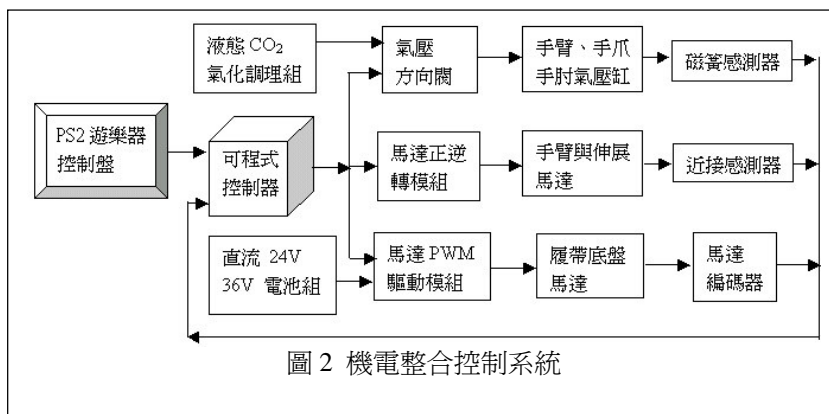 液態 CO₂
氣化調理組
氣壓
方向閥
手臂、手爪
手肘氣壓缸
磁簧感測器
PS2 遊樂器
控制盤
可程式
控制器
馬達正逆
轉模組
手臂與伸展
馬達
近接感測器
直流 24V
36V 電池組
馬達 PWM
驅動模組
履帶底盤
馬達
馬達
編碼器
圖 2 機電整合控制系統